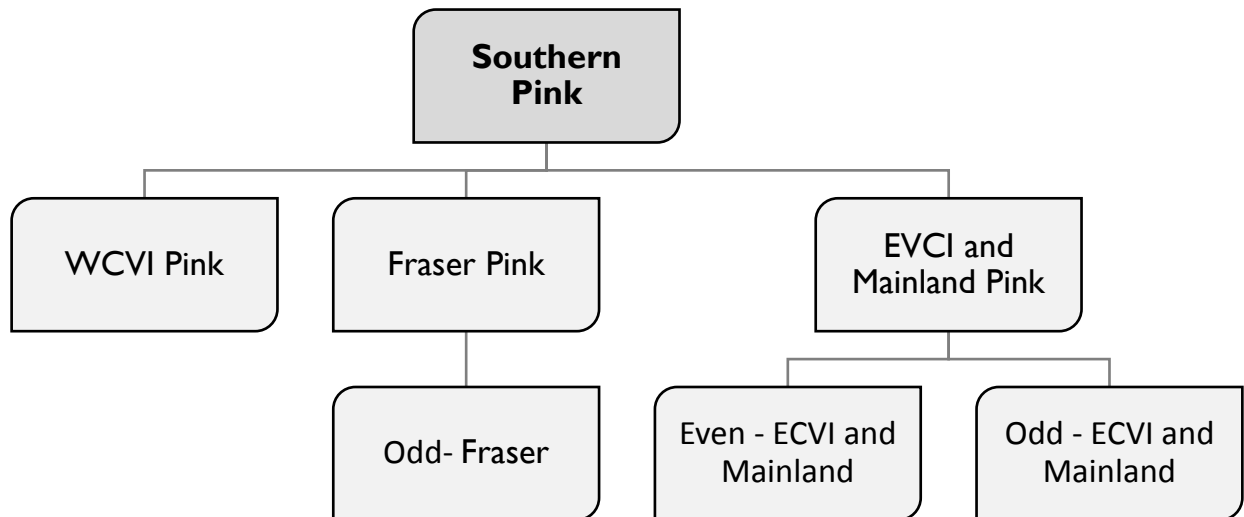 Southern
Pink
WCVI Pink
Fraser Pink
EVCI and
Mainland Pink
Odd- Fraser
Even - ECVI and
Mainland
Odd - ECVI and
Mainland